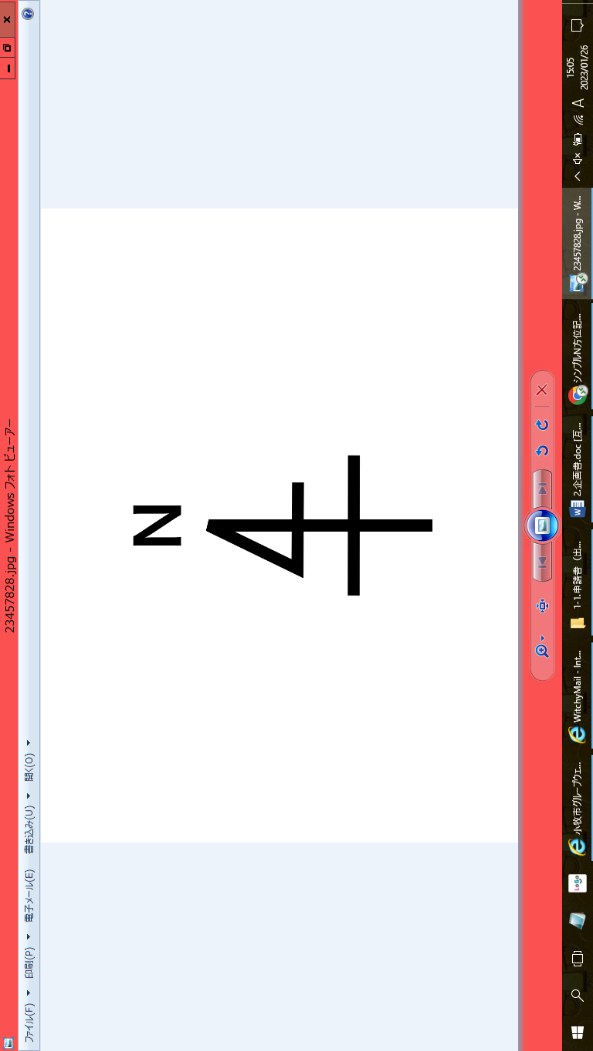 23457828.jpg - Windows フォト ビューアー
ファイル(F) 印刷(P) 電子メール(E) 書き込み(U) 開く(O)
N
小牧市グループウェ...
WitchyMail - Int...
1-1.申請書（出...
2.企画書.doc [互...
シンプルN方位記...
23457828.jpg - W...
A
15:05
2023/01/26